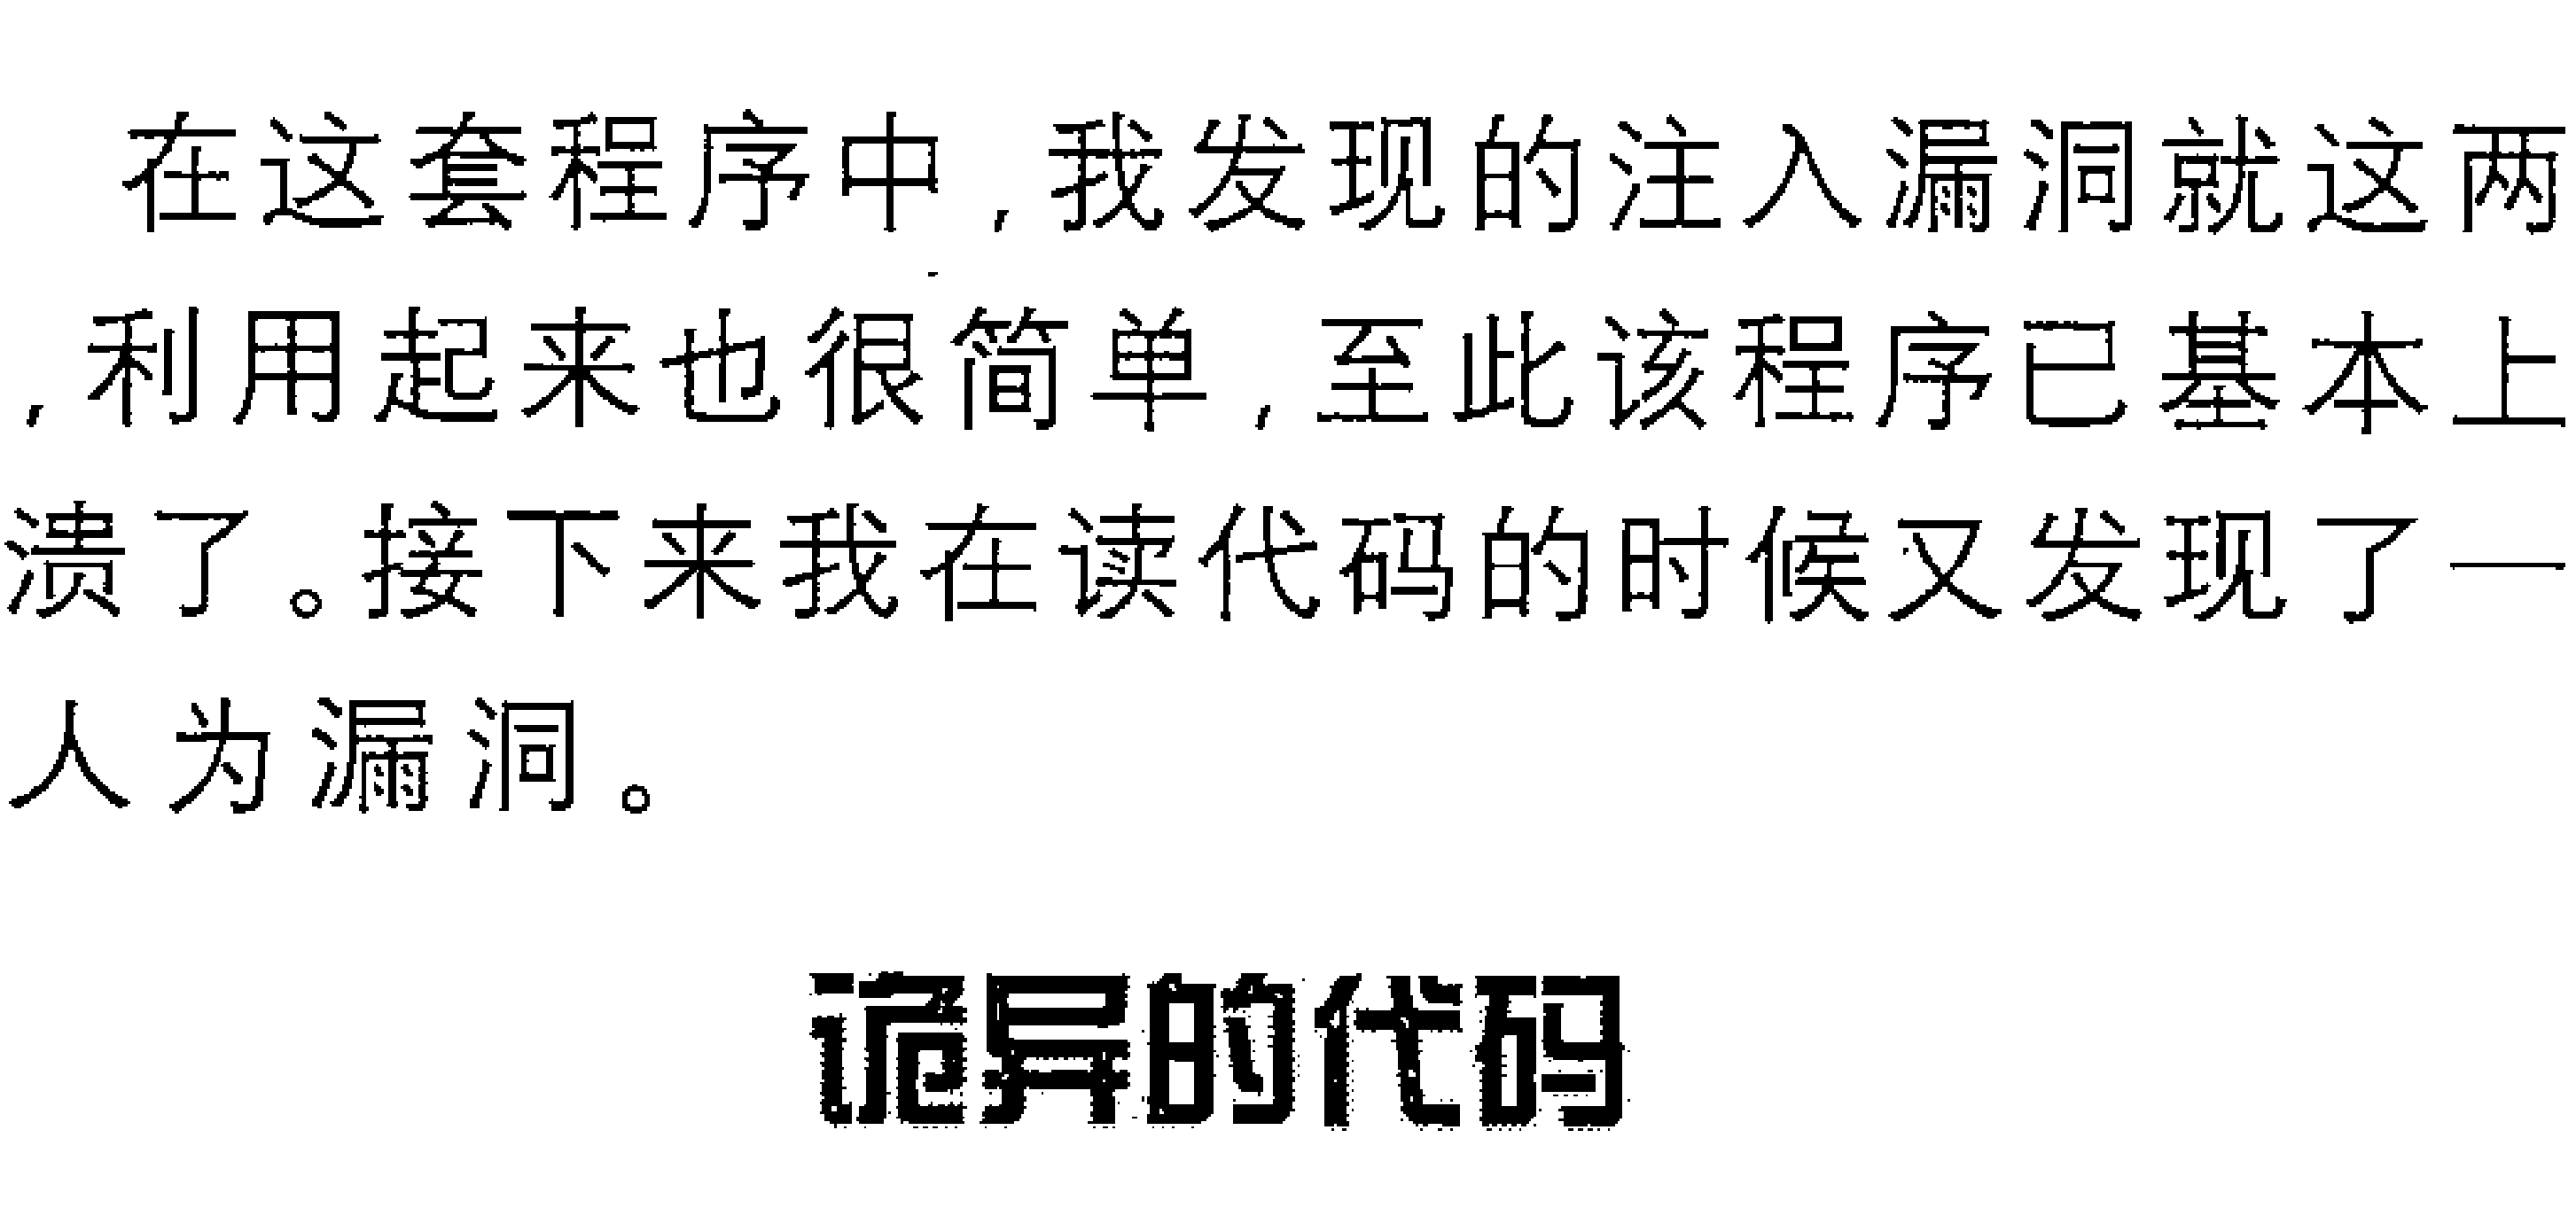 在这套程序中,我发现的注入漏洞就这两
,利用起来也很简单,至此该程序已基本上
溃了。接下来我在读代码的时候又发现了一
人为漏洞。
诡异的代码